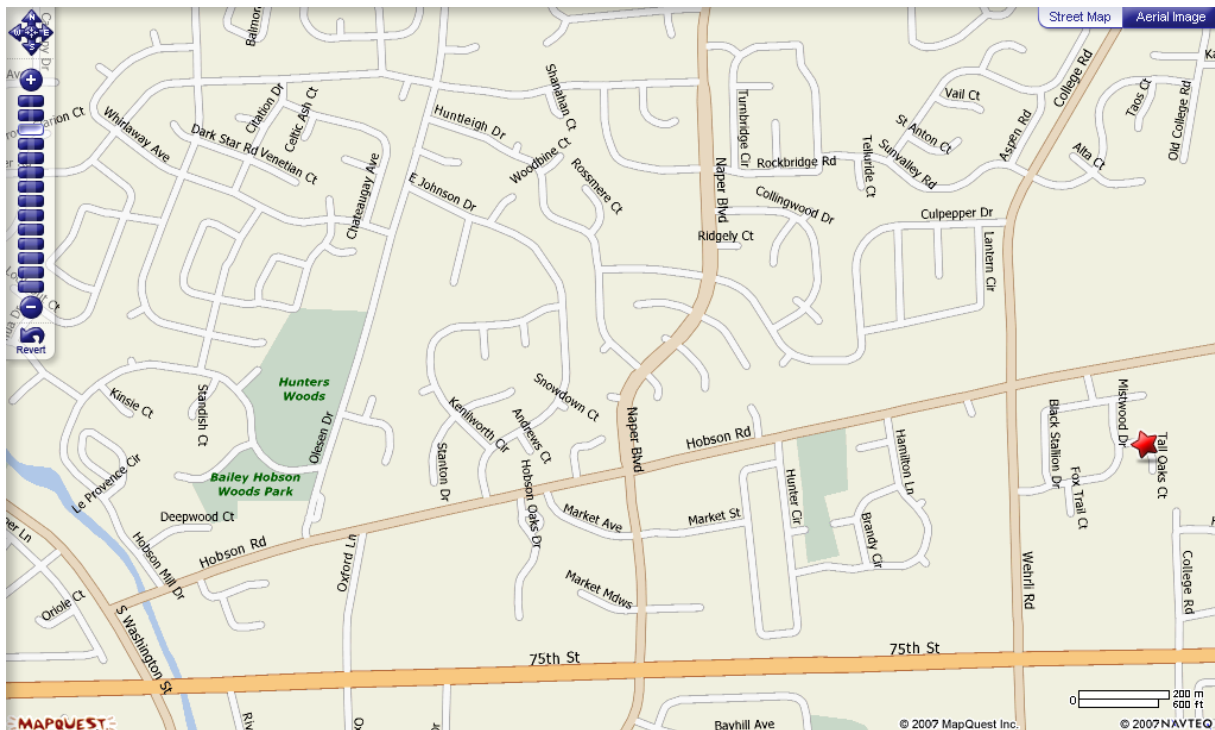 Street Map
Aerial Image
Balmor
Citation Dr
Celtic Ash Ct
Whirlaway Ave
Dark Star Rd
Venetian Ct
Chateaugay Ave
Huntleigh Dr
Shanahan Ct
Woodbine Ct
Rossmere Ct
E Johnson Dr
Naper Blvd
Turnbridge Cir
Rockbridge Rd
Telluride Ct
Collingwood Dr
Ridgely Ct
Vail Ct
St Anton Ct
Sunvalley Rd
Aspen Rd
College Rd
Taos Ct
Old College Rd
Alta Ct
Culpepper Dr
Lantern Cir
Revert
Hunters
Woods
Kinsie Ct
Standish Ct
Olesen Dr
Bailey Hobson
Woods Park
Le Provence Cir
Deepwood Ct
Hobson Mill Dr
Hobson Rd
Oriole Ct
S Washington St
Oxford Ln
Snowdown Ct
Kenilworth Cir
Andrews Ct
Stanton Dr
Hobson Oaks Dr
Naper Blvd
Hobson Rd
Market Ave
Market St
Market Mdws
Hunter Cir
Hamilton Ln
Brandy Cir
Mistwood Dr
Black Stallion Dr
Tall Oaks Ct
Fox Trail Ct
Wehrli Rd
College Rd
75th St
75th St
Bayhill Ave
0
200 m
600 ft
MAPQUEST
© 2007 MapQuest Inc.
© 2007 NAVTEQ